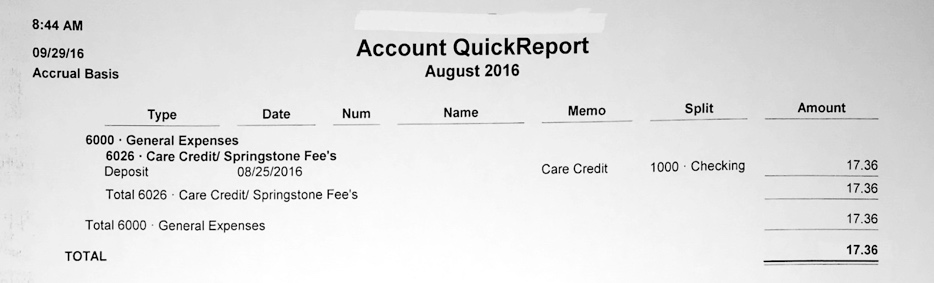 8:44 AM
Account QuickReport
09/29/16
August 2016
Accrual Basis
Type Date Num Name Memo Split Amount
6000 · General Expenses
6026 · Care Credit/ Springstone Fee's
Deposit 08/25/2016 Care Credit 1000 · Checking 17.36
Total 6026 · Care Credit/ Springstone Fee's 17.36
Total 6000 · General Expenses 17.36
TOTAL 17.36